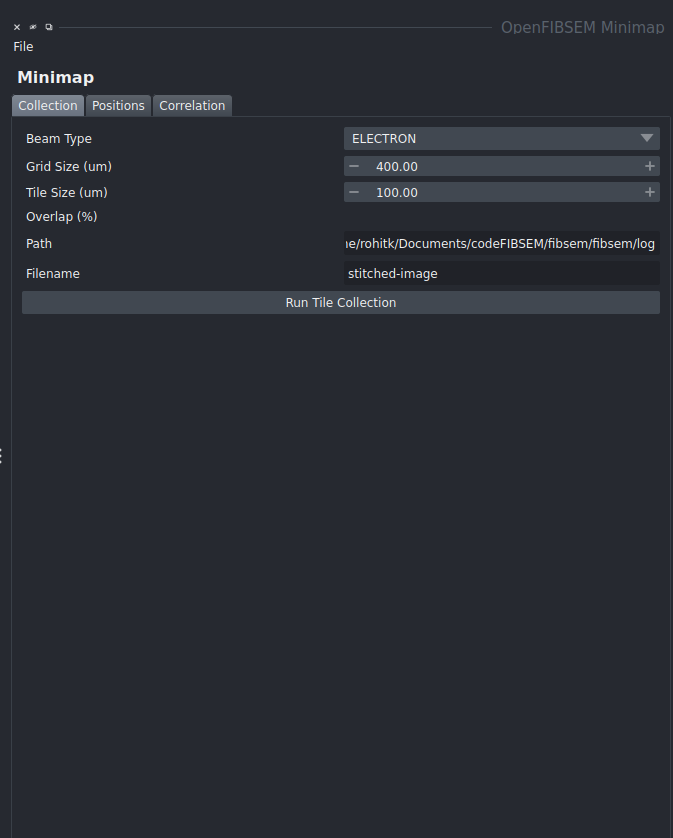 OpenFIBSEM Minimap
File
Minimap
Collection Positions Correlation
Beam Type ELECTRON
Grid Size (um) 400.00
Tile Size (um) 100.00
Overlap (%)
Path e/rohitk/Documents/codeFIBSEM/fibsem/fibsem/log
Filename stitched-image
Run Tile Collection